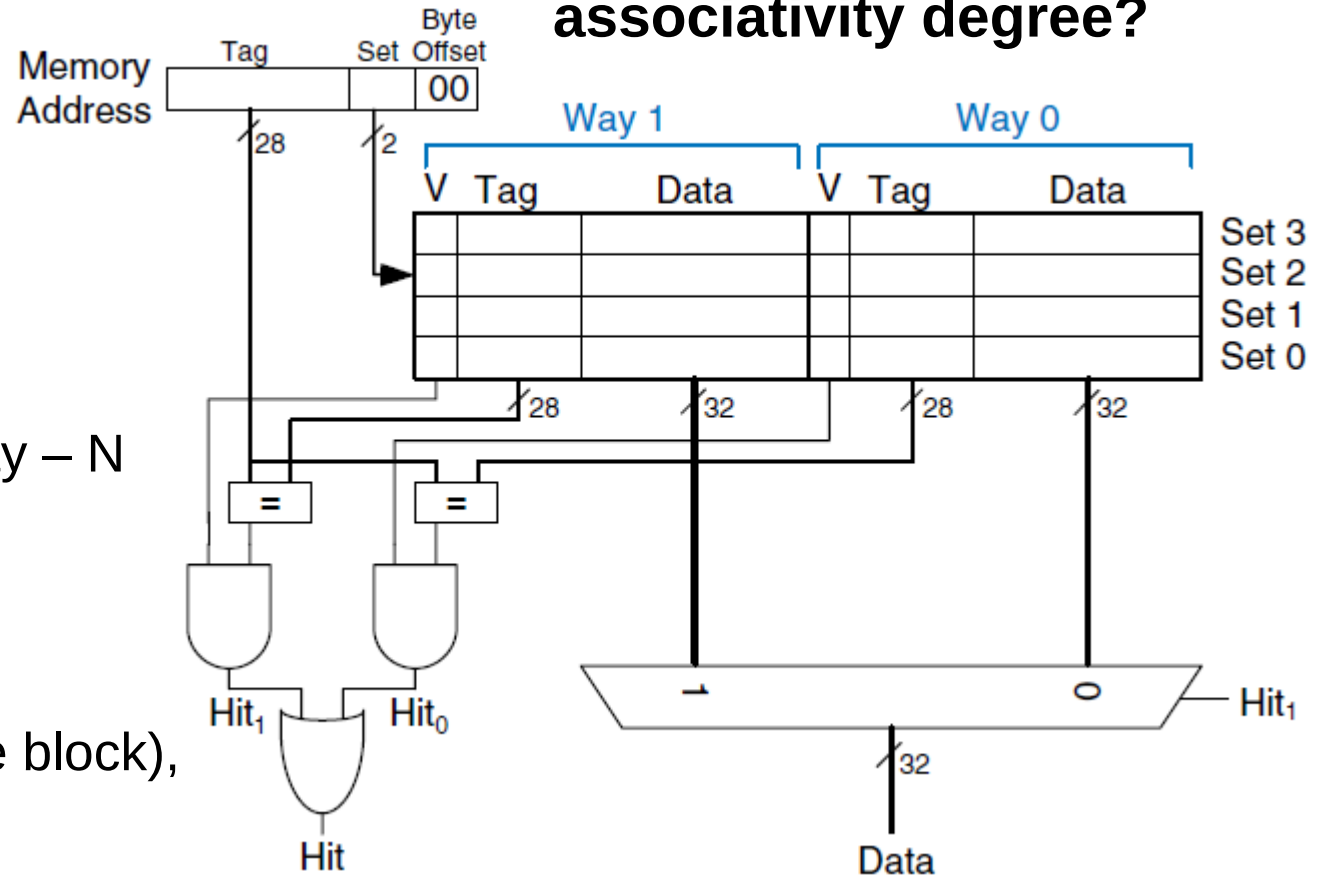 associativity degree?
Byte
Tag Set Offset
Memory Address
00
28 2
Way 1 Way 0
V Tag Data V Tag Data
Set 3
Set 2
Set 1
Set 0
28 32 28 32
y – N
= =
1 0
Hit1 Hit0 Hit1
e block),
32
Hit Data